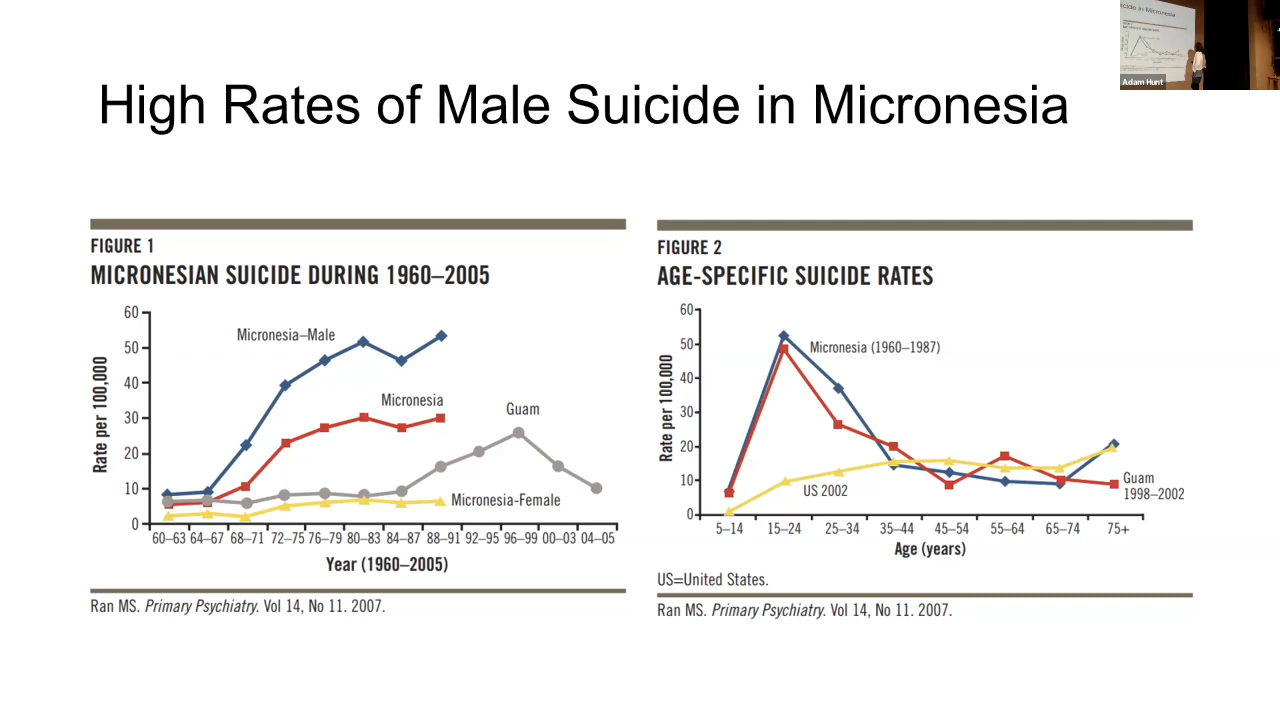 High Rates of Male Suicide in Micronesia
Adam Hunt
FIGURE 1
MICRONESIAN SUICIDE DURING 1960–2005
60
50
40
30
20
10
0
Rate per 100,000
Micronesia–Male
Micronesia
Guam
Micronesia-Female
60–63 64–67 68–71 72–75 76–79 80–83 84–87 88–91 92–95 96–99 00–03 04–05
Year (1960–2005)
Ran MS. Primary Psychiatry. Vol 14, No 11. 2007.
FIGURE 2
AGE-SPECIFIC SUICIDE RATES
60
50
40
30
20
10
0
Rate per 100,000
Micronesia (1960–1987)
US 2002
Guam
1998–2002
5–14 15–24 25–34 35–44 45–54 55–64 65–74 75+
Age (years)
US=United States.
Ran MS. Primary Psychiatry. Vol 14, No 11. 2007.